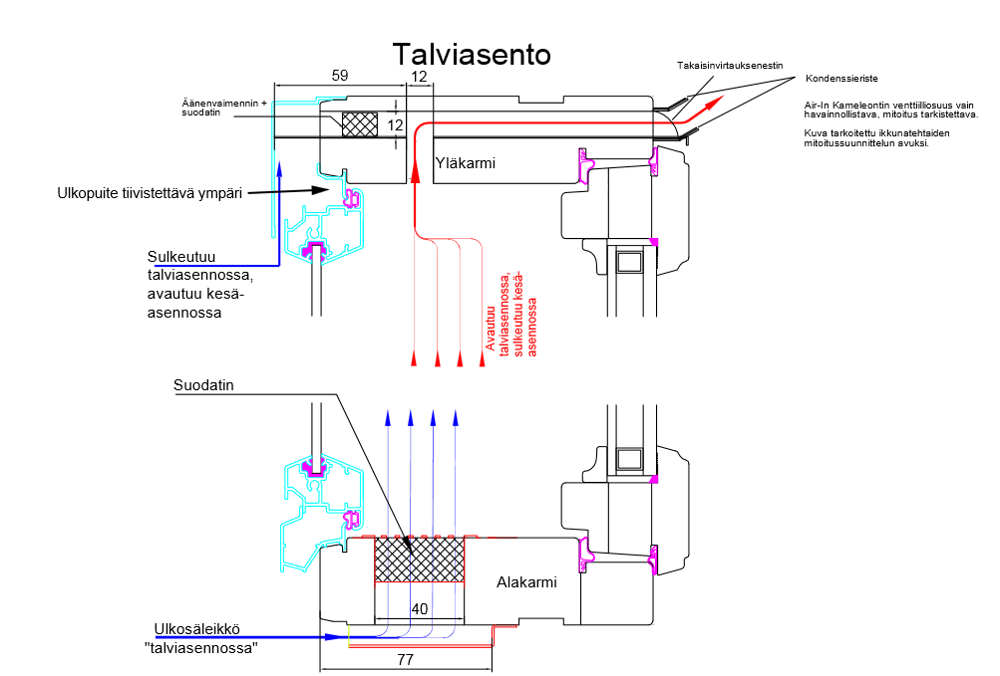 Talviasento
59
12
Äänenvaimennin +
suodatin
12
Takaisinvirtauksenestin
Kondenssieriste
Air-In Kameleontin venttiilliosuus vain
havainnollistava, mitoitus tarkistettava.
Kuva tarkoitettu ikkunatehtaiden
mitoitussuunnittelun avuksi.
Yläkarmi
Ulkopuite tiivistettävä ympäri
Sulkeutuu
talviasennossa,
avautuu kesä-
asennossa
Avautuu
talviasennossa,
sulkeutuu kesä-
asennossa
Suodatin
Alakarmi
40
Ulkosäleikkö
"talviasennossa"
77